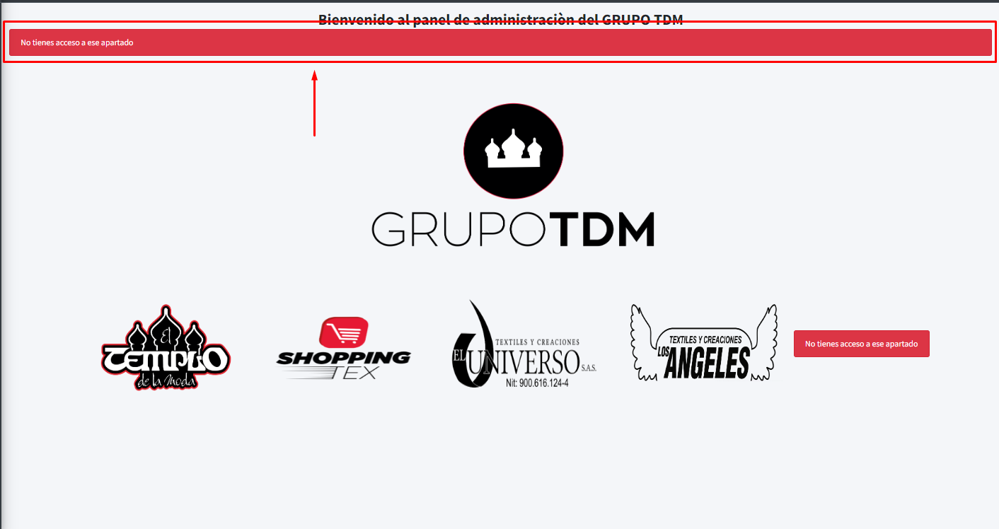 Bienvenido al panel de administraciòn del GRUPO TDM
No tienes acceso a ese apartado
GRUPOTDM
El
TEMPLO
de la Moda
SHOPPING
TEX
TEXTILES Y CREACIONES
EL UNIVERSO S.A.S.
Nit: 900.616.124-4
TEXTILES Y CREACIONES
LOS ANGELES
No tienes acceso a ese apartado